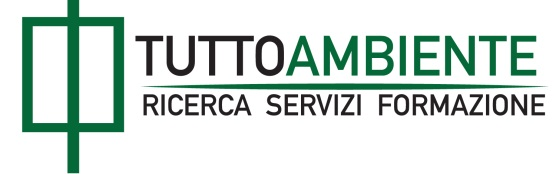 TUTTOAMBIENTE
RICERCA SERVIZI FORMAZIONE